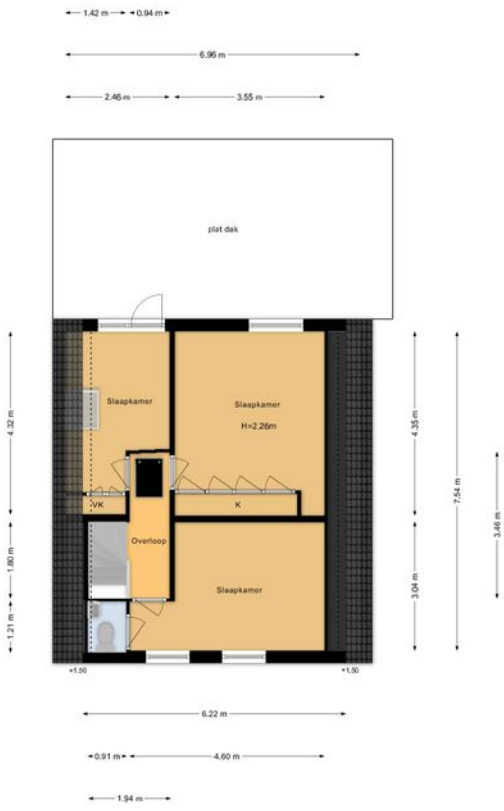 1.42 m
0.94 m
6.96 m
2.46 m
3.55 m
plat dak
4.32 m
1.80 m
1.21 m
Slaapkamer
Slaapkamer
H=2,26m
VK
K
Overloop
Slaapkamer
4.35 m
3.04 m
7.54 m
3.46 m
+1.50
+1.50
6.22 m
0.91 m
4.60 m
1.94 m